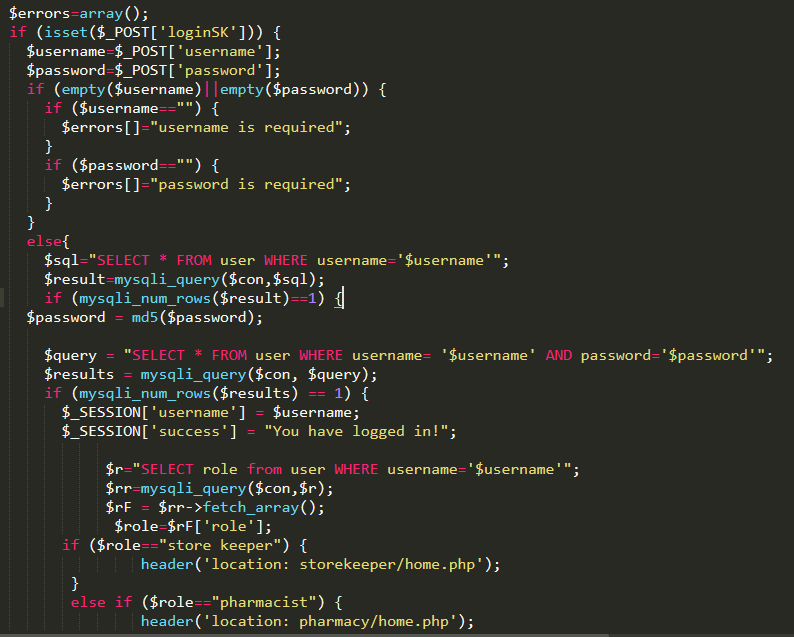 $errors=array();
if (isset($_POST['loginSK'])) {
$username=$_POST['username'];
$password=$_POST['password'];
if (empty($username)||empty($password)) {
if ($username=="") {
$errors[]="username is required";
}
if ($password=="") {
$errors[]="password is required";
}
}
else{
$sql="SELECT * FROM user WHERE username='$username'";
$result=mysqli_query($con,$sql);
if (mysqli_num_rows($result)==1) {
$password = md5($password);
$query = "SELECT * FROM user WHERE username= '$username' AND password='$password'";
$results = mysqli_query($con, $query);
if (mysqli_num_rows($results) == 1) {
$_SESSION['username'] = $username;
$_SESSION['success'] = "You have logged in!";
$r="SELECT role from user WHERE username='$username'";
$rr=mysqli_query($con,$r);
$rF = $rr->fetch_array();
$role=$rF['role'];
if ($role=="store keeper") {
header('location: storekeeper/home.php');
}
else if ($role=="pharmacist") {
header('location: pharmacy/home.php');